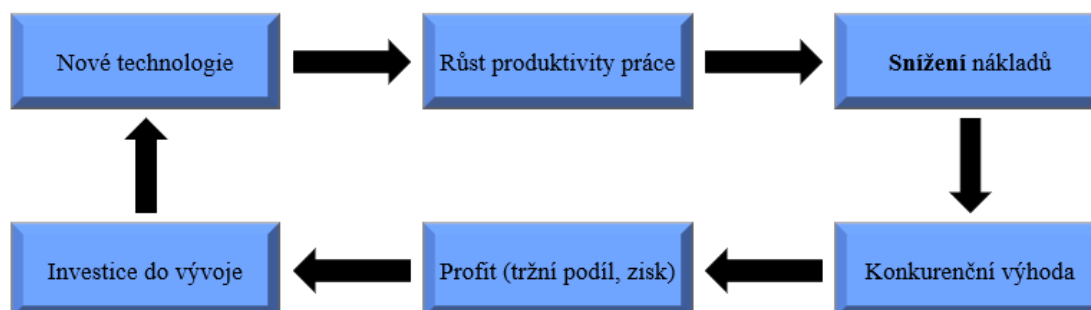 Nové technologie
Růst produktivity práce
Snížení nákladů
Konkurenční výhoda
Profit (tržní podíl, zisk)
Investice do vývoje